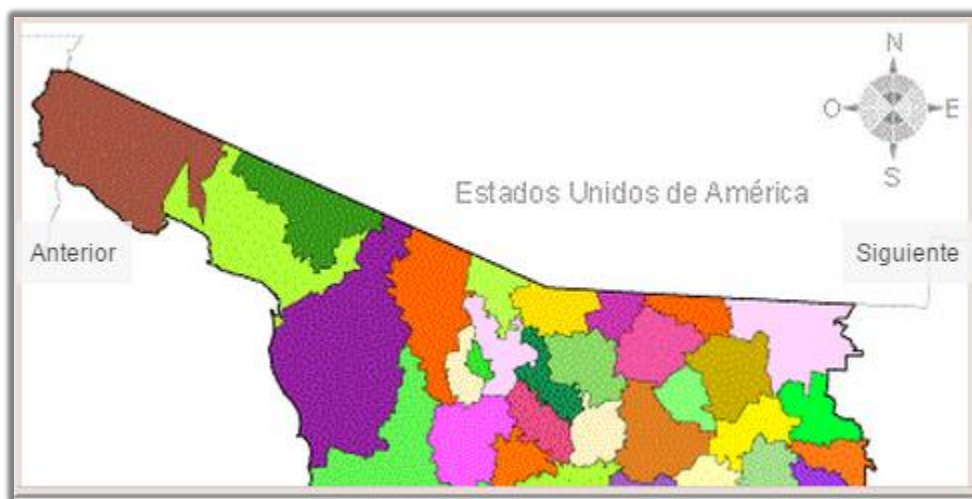 N
O E
S
Estados Unidos de América
Anterior
Siguiente